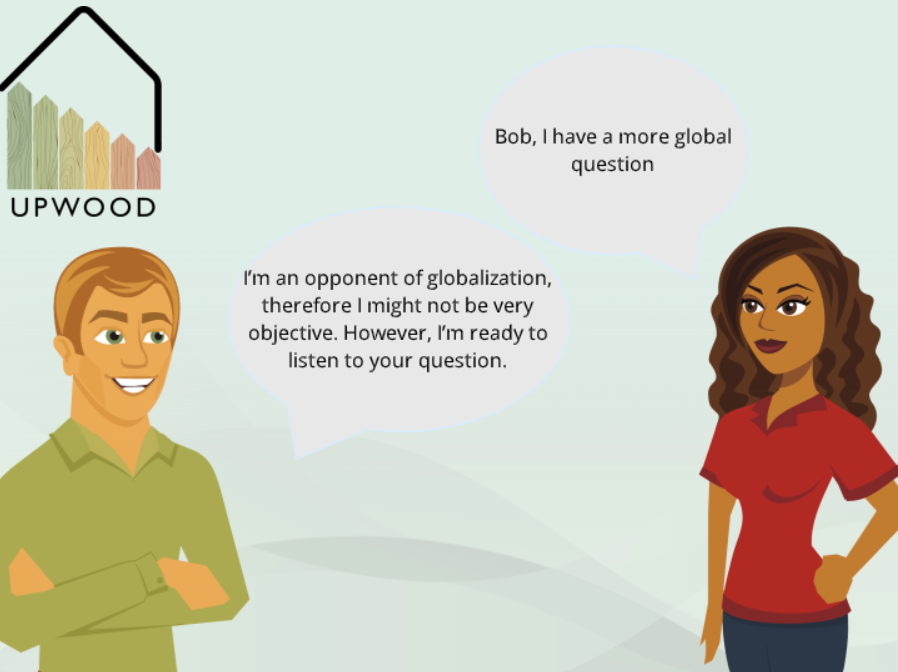 UPWOOD
Bob, I have a more global
question
I'm an opponent of globalization,
therefore I might not be very
objective. However, I'm ready to
listen to your question.